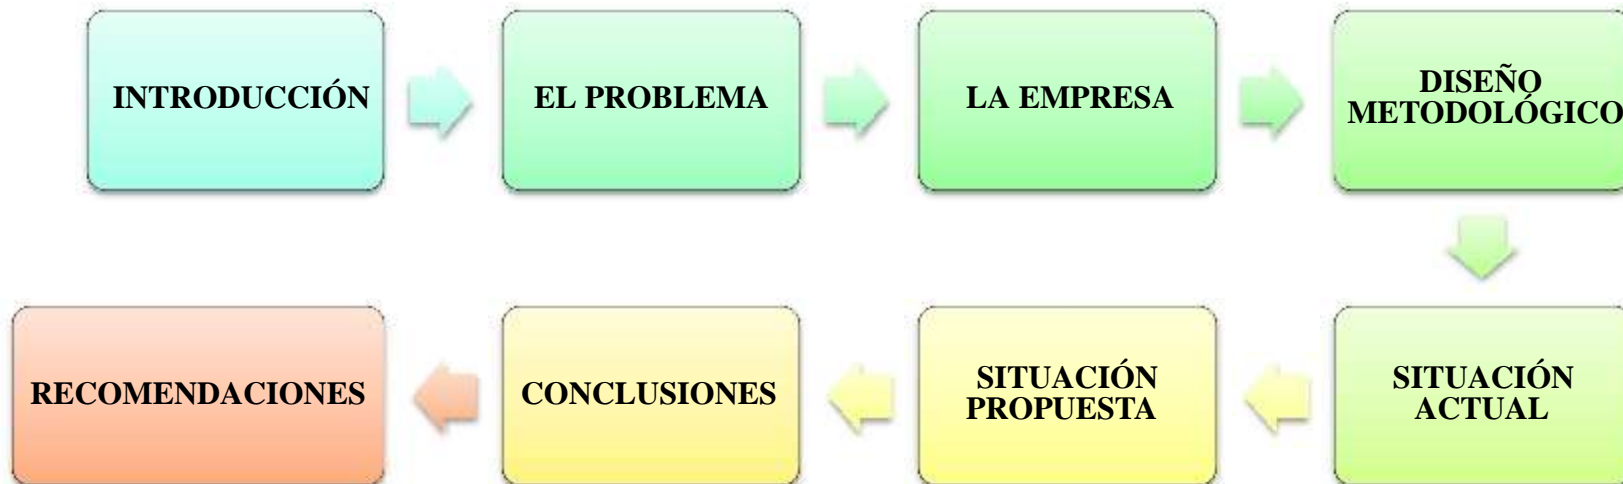 INTRODUCCIÓN
EL PROBLEMA
LA EMPRESA
DISEÑO
METODOLÓGICO
SITUACIÓN
ACTUAL
SITUACIÓN
PROPUESTA
CONCLUSIONES
RECOMENDACIONES